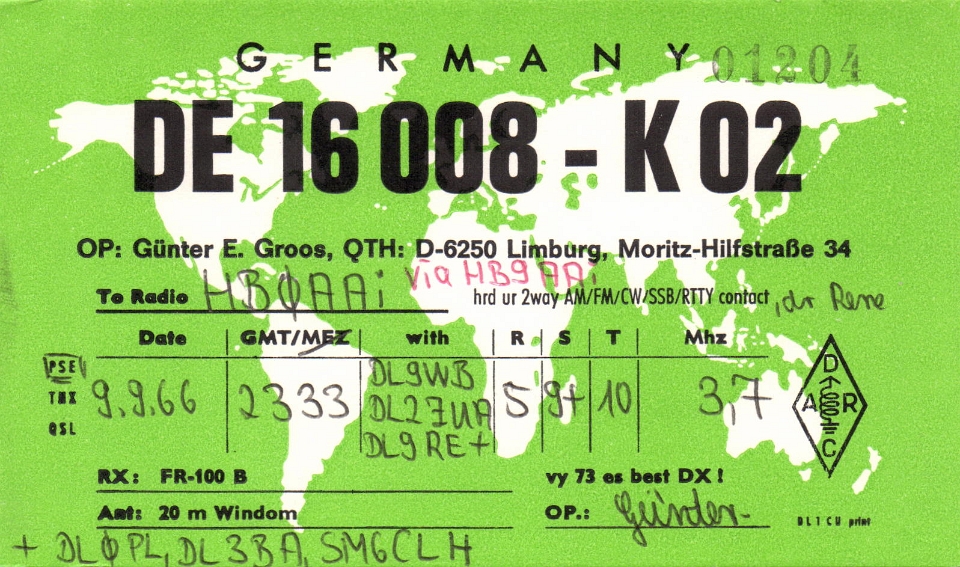 GERMANY 01204
DE 16 008 - K 02
OP: Günter E. Groos, QTH: D-6250 Limburg, Moritz-Hilfstraße 34
To Radio HBØAAi via HB9AAi hrd ur 2way AM/FM/CW/SSB/RTTY contact, dr Rene
Date GMT/MEZ with R S T Mhz
PSE
TNX
QSL
9.9.66 2333 DL9WB 5 9+ 10 3,7
DL27UA
DL9RE+
D
A R
C
RX: FR-100 B vy 73 es best DX!
Ant: 20 m Windom OP.:
DL1CU print
+ DLØPL, DL3BA, SM6CLH